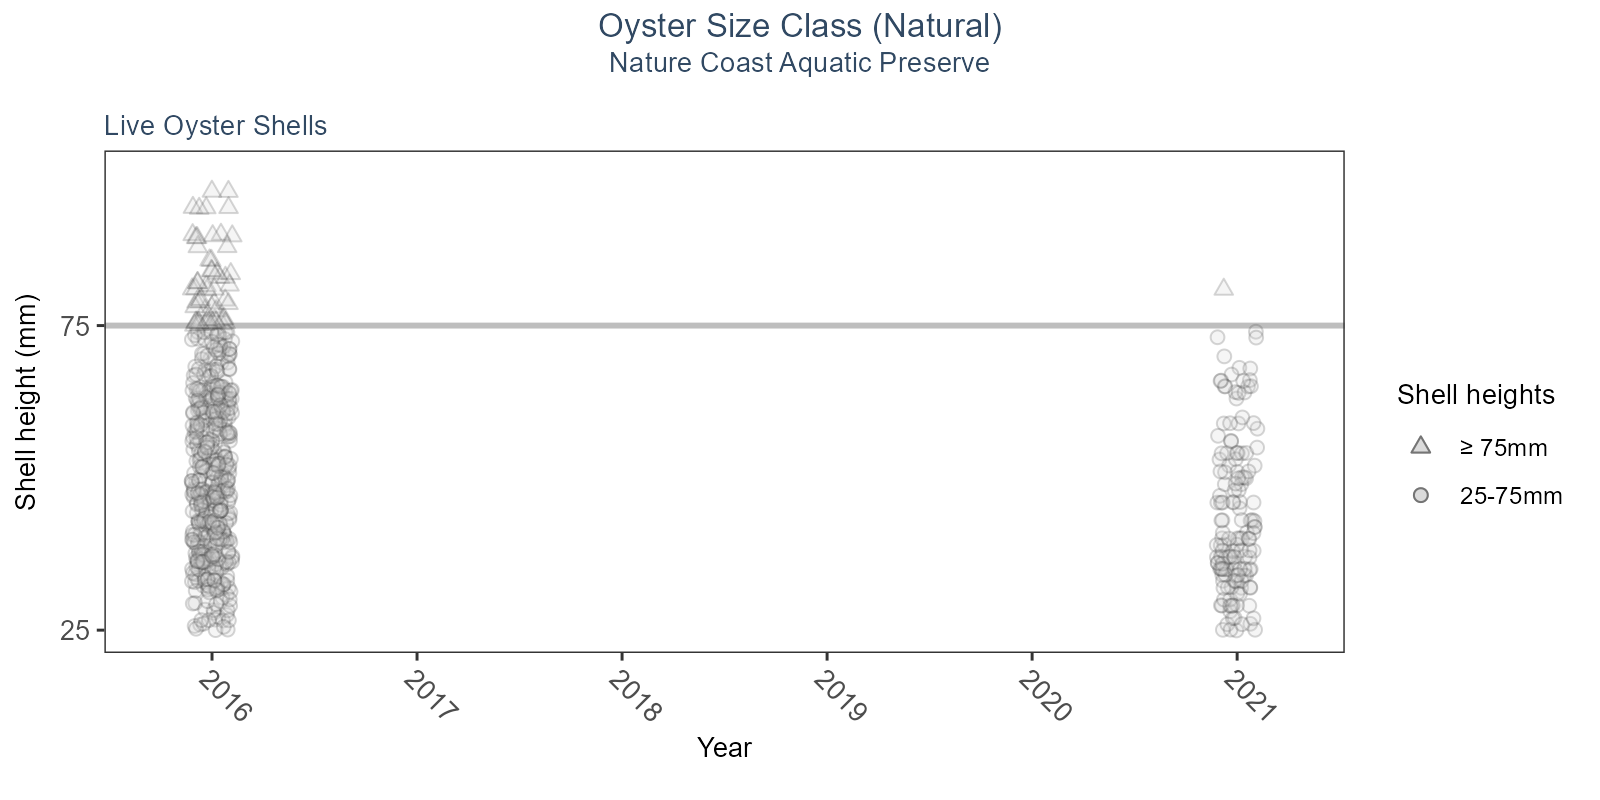 Oyster Size Class (Natural)
Nature Coast Aquatic Preserve
Live Oyster Shells
Shell height (mm)
75
25
2016
2017
2018
2019
2020
2021
Year
Shell heights
≥ 75mm
25-75mm